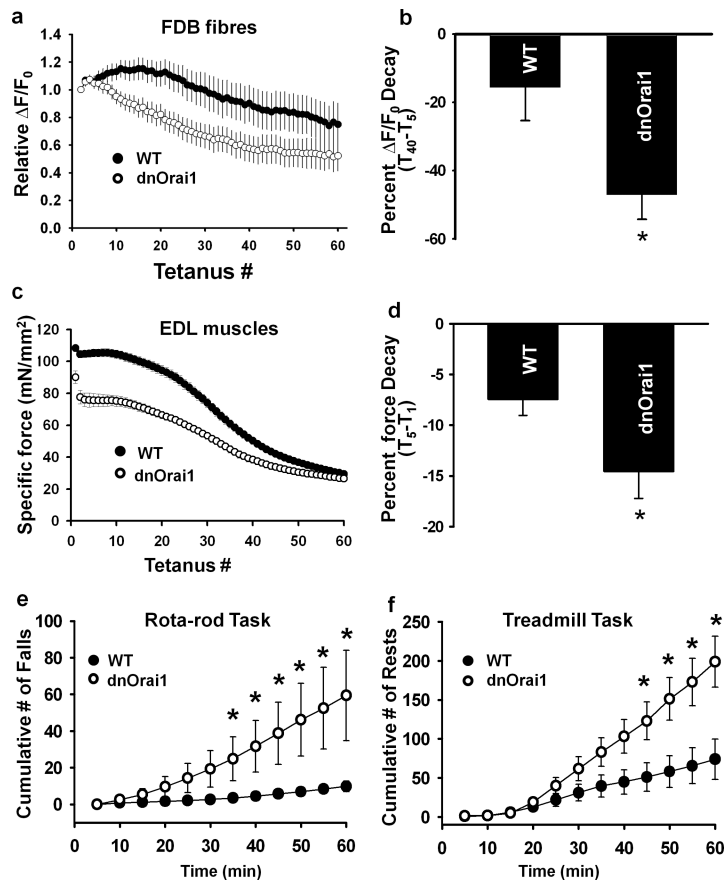 a
FDB fibres
Relative ΔF/F0
1.4
1.2
1.0
0.8
0.6
0.4
0.2
0.0
WT
dnOrai1
0 10 20 30 40 50 60
Tetanus #
b
Percent ΔF/F0 Decay
(T40-T5)
0
-20
-40
-60
WT
dnOrai1
*
c
EDL muscles
Specific force (mN/mm²)
120
100
80
60
40
20
0
WT
dnOrai1
0 10 20 30 40 50 60
Tetanus #
d
Percent force Decay
(T5-T1)
0
-5
-10
-15
-20
WT
dnOrai1
*
e
Rota-rod Task
Cumulative # of Falls
100
80
60
40
20
0
WT
dnOrai1
* * * * * *
0 10 20 30 40 50 60
Time (min)
f
Treadmill Task
Cumulative # of Rests
250
200
150
100
50
0
WT
dnOrai1
* * * *
0 10 20 30 40 50 60
Time (min)